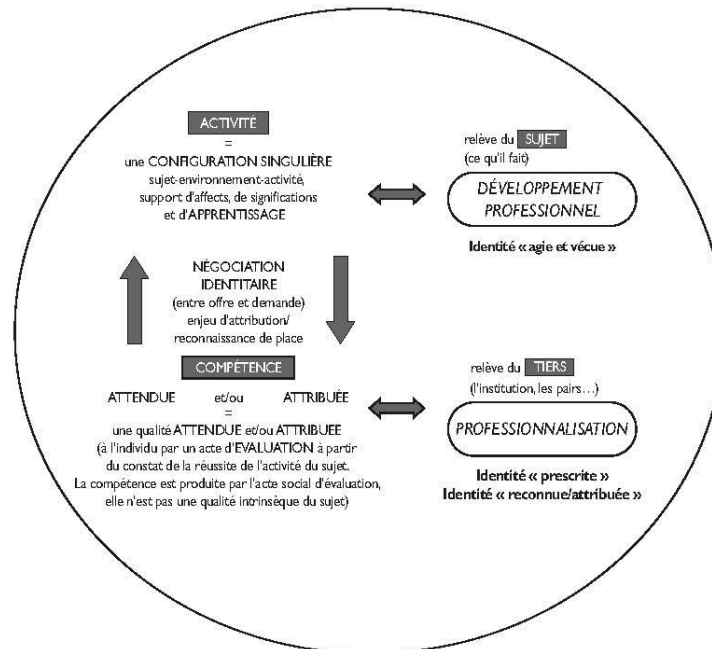 ACTIVITÉ
=
une CONFIGURATION SINGULIÈRE
sujet-environnement-activité,
support d'affects, de significations
et d'APPRENTISSAGE
relève du SUJET
(ce qu'il fait)
DÉVELOPPEMENT
PROFESSIONNEL
Identité « agie et vécue »
NÉGOCIATION
IDENTITAIRE
(entre offre et demande)
enjeu d'attribution/
reconnaissance de place
COMPÉTENCE
ATTENDUE et/ou ATTRIBUÉE
=
une qualité ATTENDUE et/ou ATTRIBUEE
(à l'individu par un acte d'EVALUATION à partir
du constat de la réussite de l'activité du sujet.
La compétence est produite par l'acte social d'évaluation,
elle n'est pas une qualité intrinsèque du sujet)
relève du TIERS
(l'institution, les pairs…)
PROFESSIONNALISATION
Identité « prescrite »
Identité « reconnue/attribuée »